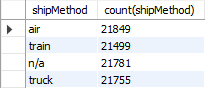 shipMethod count(shipMethod)
air 21849
train 21499
n/a 21781
truck 21755